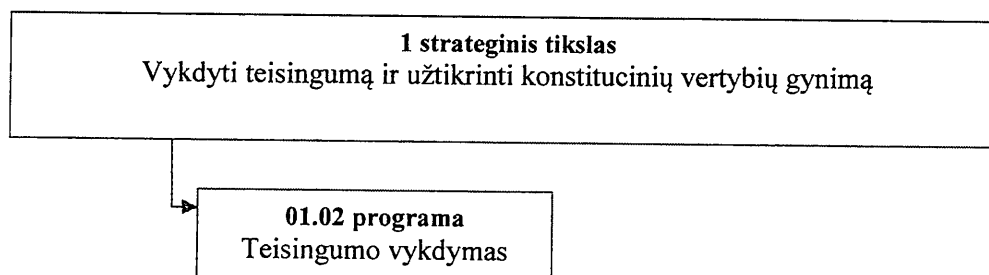 1 strateginis tikslas
Vykdyti teisingumą ir užtikrinti konstitucinių vertybių gynimą
01.02 programa
Teisingumo vykdymas